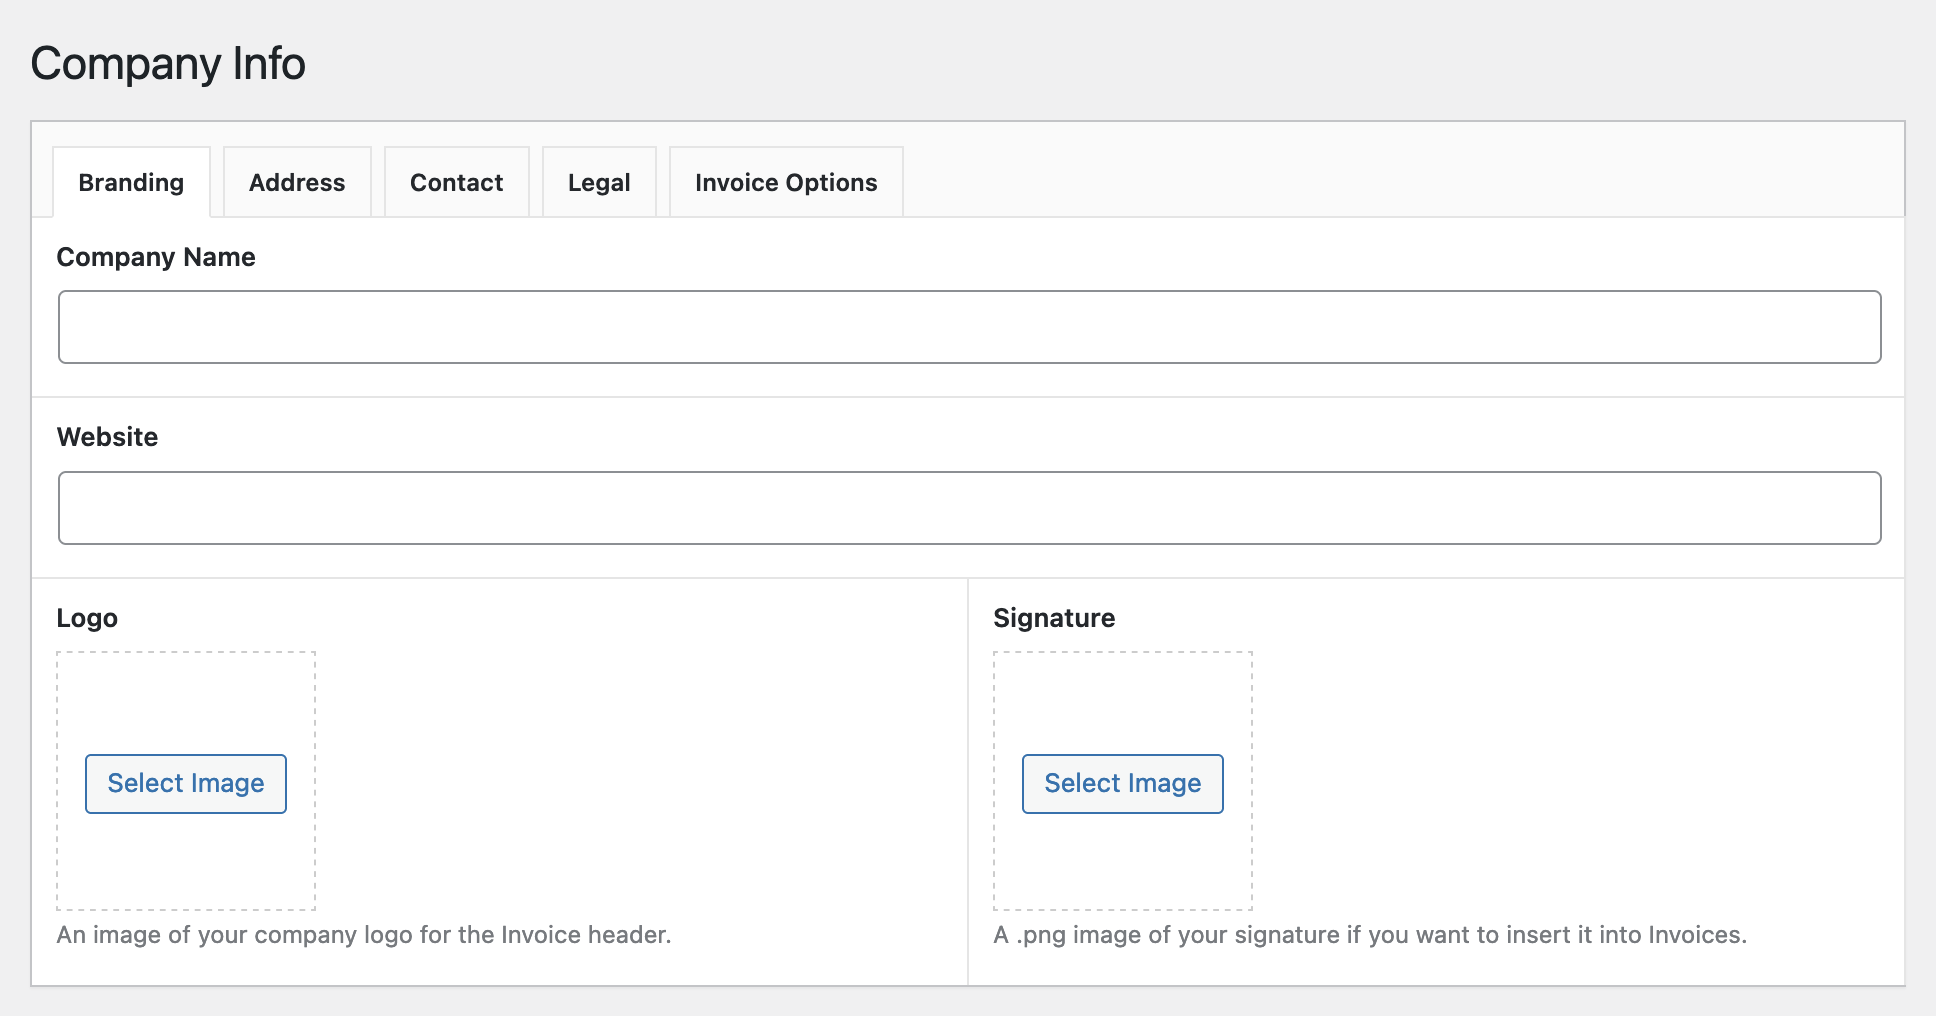 Company Info
Branding
Address
Contact
Legal
Invoice Options
Company Name
Website
Logo
Select Image
An image of your company logo for the Invoice header.
Signature
Select Image
A .png image of your signature if you want to insert it into Invoices.